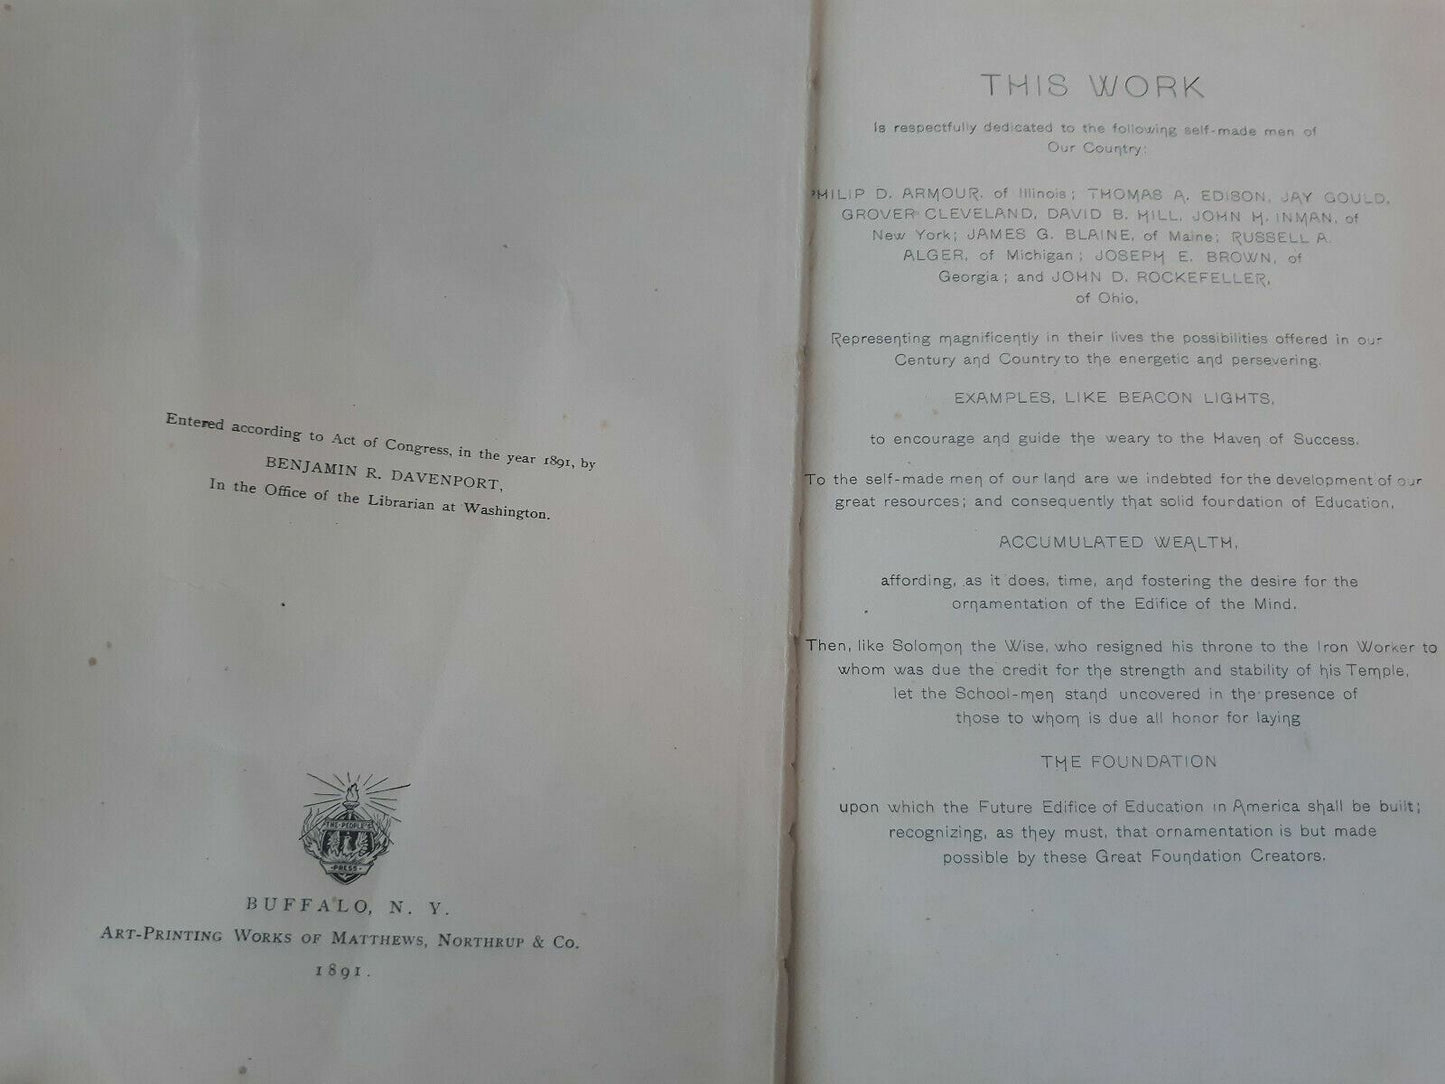 Entered according to Act of Congress, in the year 1891, by
BENJAMIN R. DAVENPORT,
In the Office of the Librarian at Washington.
THE PEOPLE'S
PRESS
BUFFALO, N. Y.
ART-PRINTING WORKS OF MATTHEWS, NORTHRUP & CO.
1891.
THIS WORK
Is respectfully dedicated to the following self-made men of
Our Country:
PHILIP D. ARMOUR, of Illinois; THOMAS A. EDISON, JAY GOULD,
GROVER CLEVELAND, DAVID B. HILL, JOHN H. INMAN, of
New York; JAMES G. BLAINE, of Maine; RUSSELL A.
ALGER, of Michigan; JOSEPH E. BROWN, of
Georgia; and JOHN D. ROCKEFELLER,
of Ohio,
Representing magnificently in their lives the possibilities offered in our
Century and Country to the energetic and persevering.
EXAMPLES, LIKE BEACON LIGHTS,
to encourage and guide the weary to the Haven of Success.
To the self-made men of our land are we indebted for the development of our
great resources; and consequently that solid foundation of Education,
ACCUMULATED WEALTH,
affording, as it does, time, and fostering the desire for the
ornamentation of the Edifice of the Mind.
Then, like Solomon the Wise, who resigned his throne to the Iron Worker to
whom was due the credit for the strength and stability of his Temple,
let the School-men stand uncovered in the presence of
those to whom is due all honor for laying
THE FOUNDATION
upon which the Future Edifice of Education in America shall be built;
recognizing, as they must, that ornamentation is but made
possible by these Great Foundation Creators.